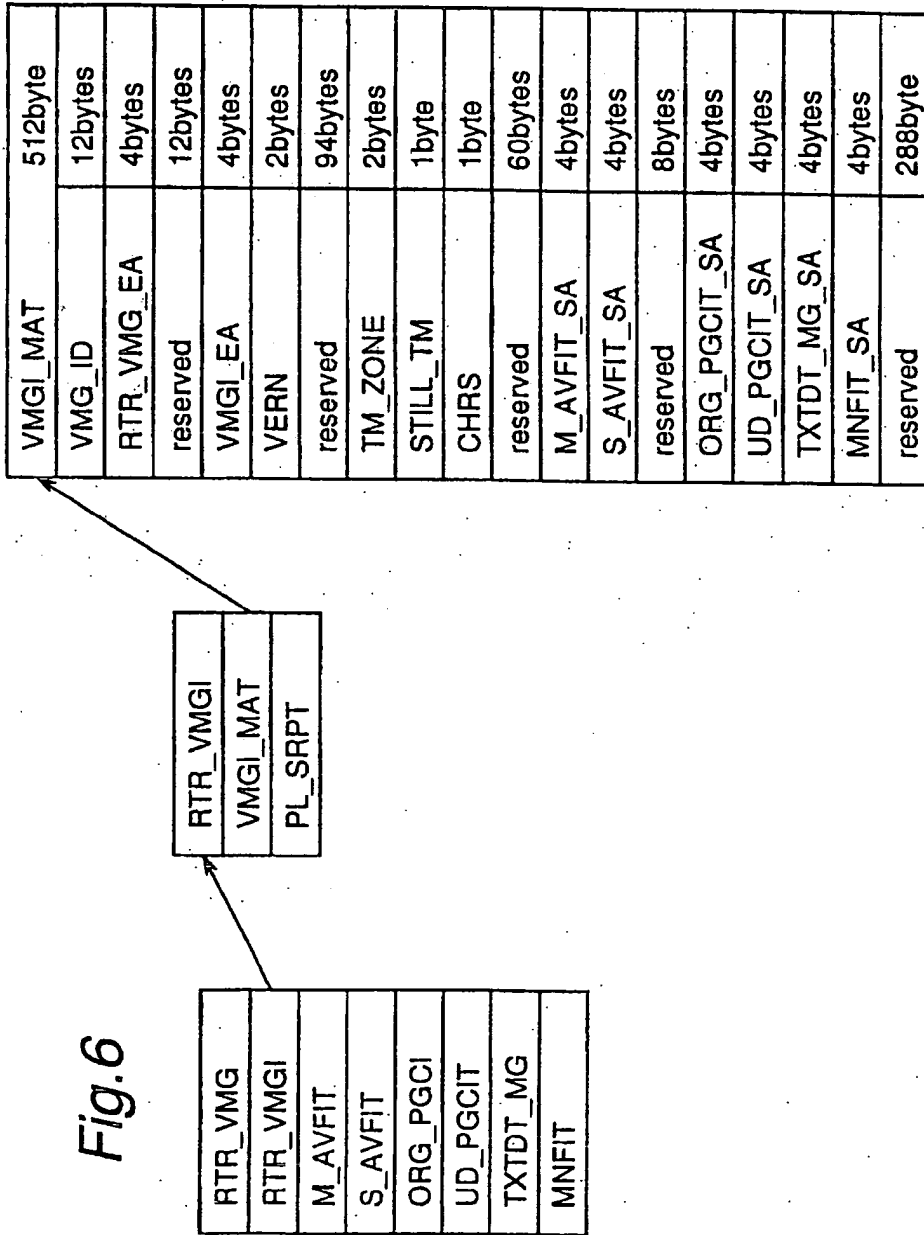 Fig.6
RTR_VMG
RTR_VMGI
M_AVFIT
S_AVFIT
ORG_PGCI
UD_PGCIT
TXTDT_MG
MNFIT
RTR_VMGI
VMGI_MAT
PL_SRPT
VMGI_MAT 512byte
VMG_ID 12bytes
RTR_VMG_EA 4bytes
reserved 12bytes
VMGI_EA 4bytes
VERN 2bytes
reserved 94bytes
TM_ZONE 2bytes
STILL_TM 1byte
CHRS 1byte
reserved 60bytes
M_AVFIT_SA 4bytes
S_AVFIT_SA 4bytes
reserved 8bytes
ORG_PGCIT_SA 4bytes
UD_PGCIT_SA 4bytes
TXTDT_MG_SA 4bytes
MNFIT_SA 4bytes
reserved 288byte